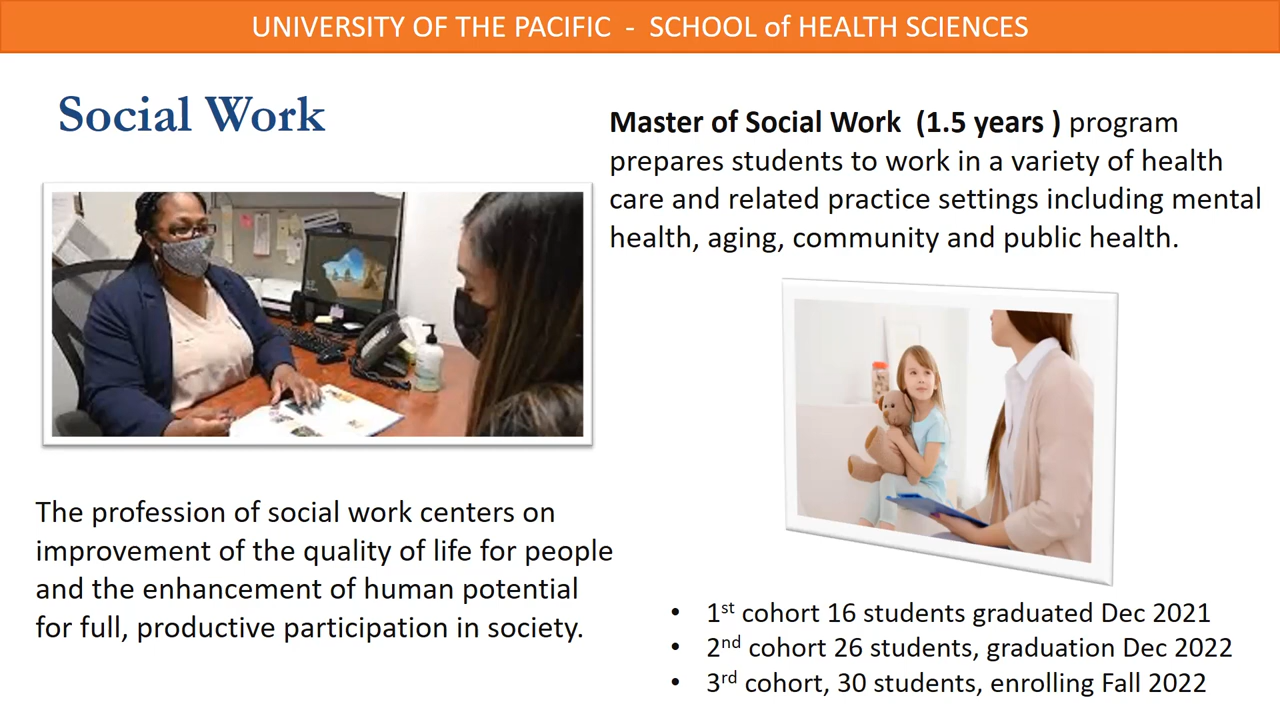 UNIVERSITY OF THE PACIFIC - SCHOOL of HEALTH SCIENCES
Social Work
Master of Social Work (1.5 years ) program
prepares students to work in a variety of health
care and related practice settings including mental
health, aging, community and public health.
The profession of social work centers on
improvement of the quality of life for people
and the enhancement of human potential
for full, productive participation in society.
• 1st cohort 16 students graduated Dec 2021
• 2nd cohort 26 students, graduation Dec 2022
• 3rd cohort, 30 students, enrolling Fall 2022